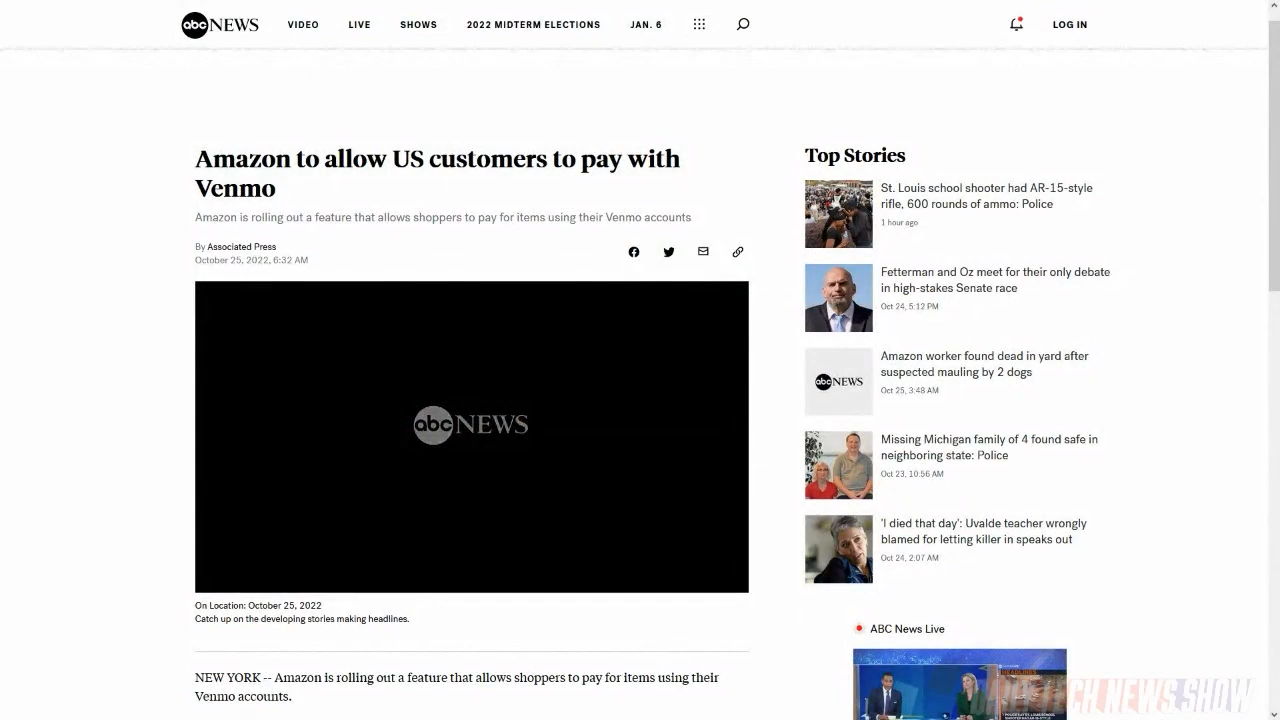 abc NEWS
VIDEO
LIVE
SHOWS
2022 MIDTERM ELECTIONS
JAN. 6
LOG IN
Amazon to allow US customers to pay with
Venmo
Amazon is rolling out a feature that allows shoppers to pay for items using their Venmo accounts
By Associated Press
October 25, 2022, 6:32 AM
abc NEWS
On Location: October 25, 2022
Catch up on the developing stories making headlines.
NEW YORK -- Amazon is rolling out a feature that allows shoppers to pay for items using their
Venmo accounts.
Top Stories
St. Louis school shooter had AR-15-style
rifle, 600 rounds of ammo: Police
1 hour ago
Fetterman and Oz meet for their only debate
in high-stakes Senate race
Oct 24, 5:12 PM
abc NEWS
Amazon worker found dead in yard after
suspected mauling by 2 dogs
Oct 25, 3:48 AM
Missing Michigan family of 4 found safe in
neighboring state: Police
Oct 23, 10:56 AM
'I died that day': Uvalde teacher wrongly
blamed for letting killer in speaks out
Oct 24, 2:07 AM
ABC News Live
HEADLINES
NEWS.SHOW